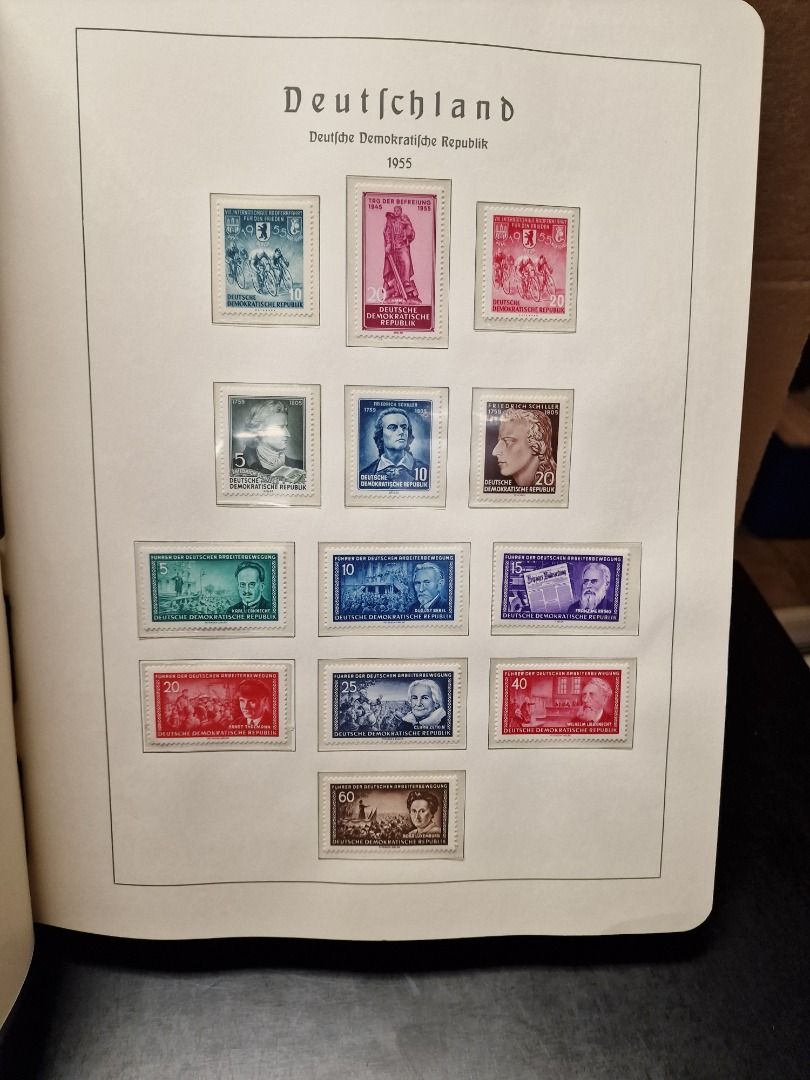 Deutſchland
Deutſche Demokratiſche Republik
1955
VIII. INTERNATIONALE RADFERNFAHRT
FÜR DEN FRIEDEN
1955
10
DEUTSCHE
DEMOKRATISCHE REPUBLIK
TAG DER BEFREIUNG
1945 1955
20
DEUTSCHE
DEMOKRATISCHE
REPUBLIK
VIII. INTERNATIONALE RADFERNFAHRT
FÜR DEN FRIEDEN
1955
20
DEUTSCHE
DEMOKRATISCHE REPUBLIK
1759 1805
5
DEUTSCHE
DEMOKRATISCHE REPUBLIK
FRIEDRICH SCHILLER
1759 1805
10
DEUTSCHE
DEMOKRATISCHE REPUBLIK
FRIEDRICH SCHILLER
1759 1805
20
DEUTSCHE
DEMOKRATISCHE REPUBLIK
FÜHRER DER DEUTSCHEN ARBEITERBEWEGUNG
5
KARL LIEBKNECHT
DEUTSCHE DEMOKRATISCHE REPUBLIK
FÜHRER DER DEUTSCHEN ARBEITERBEWEGUNG
10
AUGUST BEBEL
DEUTSCHE DEMOKRATISCHE REPUBLIK
FÜHRER DER DEUTSCHEN ARBEITERBEWEGUNG
15
FRANZ MEHRING
DEUTSCHE DEMOKRATISCHE REPUBLIK
FÜHRER DER DEUTSCHEN ARBEITERBEWEGUNG
20
ERNST THÄLMANN
DEUTSCHE DEMOKRATISCHE REPUBLIK
FÜHRER DER DEUTSCHEN ARBEITERBEWEGUNG
25
CLARA ZETKIN
DEUTSCHE DEMOKRATISCHE REPUBLIK
FÜHRER DER DEUTSCHEN ARBEITERBEWEGUNG
40
WILHELM LIEBKNECHT
DEUTSCHE DEMOKRATISCHE REPUBLIK
FÜHRER DER DEUTSCHEN ARBEITERBEWEGUNG
60
ROSA LUXEMBURG
DEUTSCHE DEMOKRATISCHE REPUBLIK